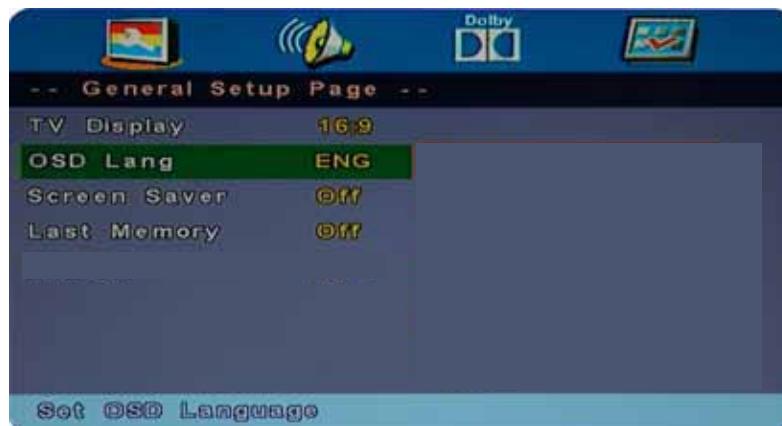 Dolby
-- General Setup Page --
TV Display 16:9
OSD Lang ENG
Screen Saver Off
Last Memory Off
Set OSD Language